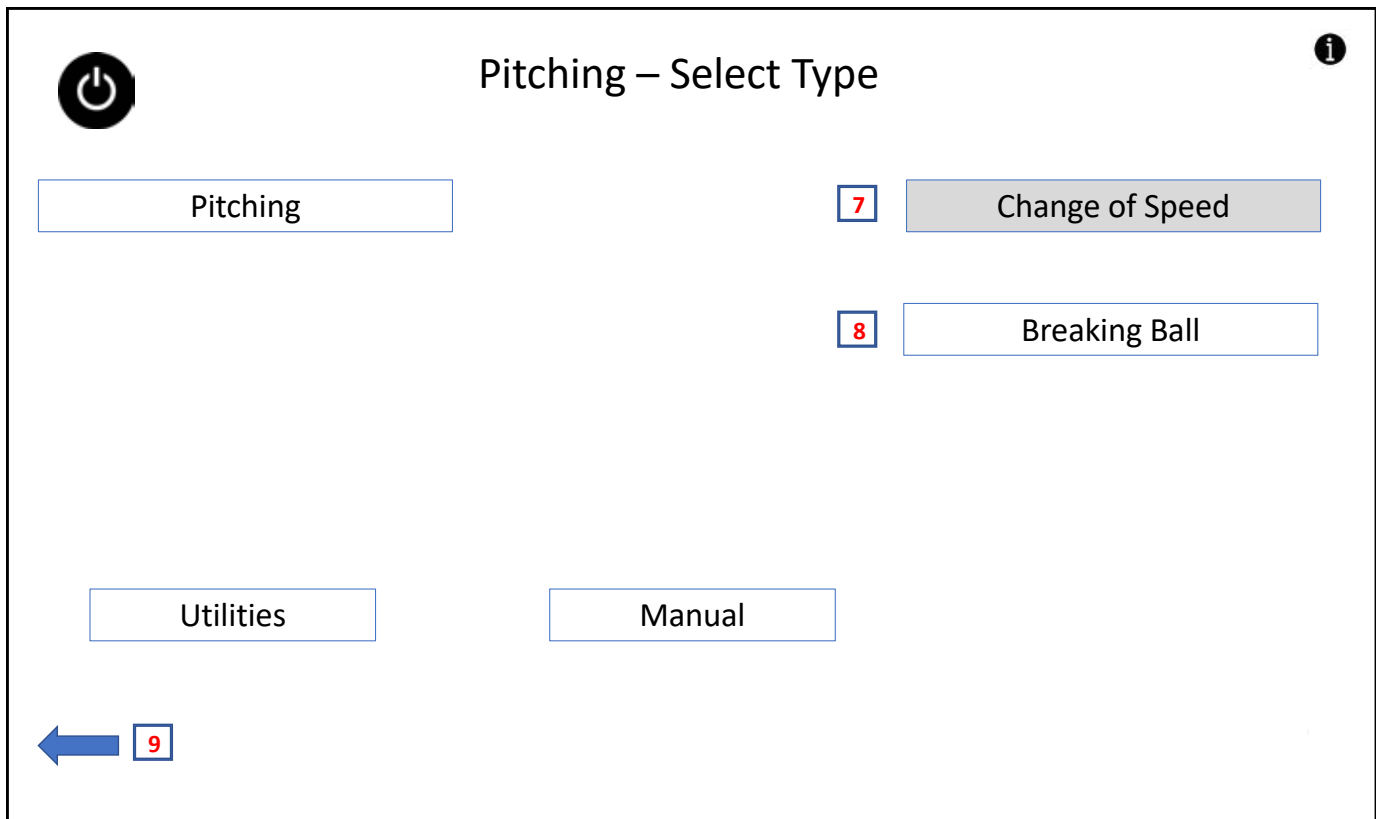 Pitching – Select Type
i
Pitching
7
Change of Speed
8
Breaking Ball
Utilities
Manual
9